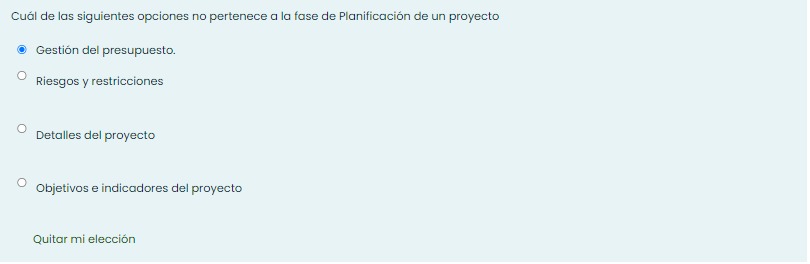 Cuál de las siguientes opciones no pertenece a la fase de Planificación de un proyecto
Gestión del presupuesto.
Riesgos y restricciones
Detalles del proyecto
Objetivos e indicadores del proyecto
Quitar mi elección